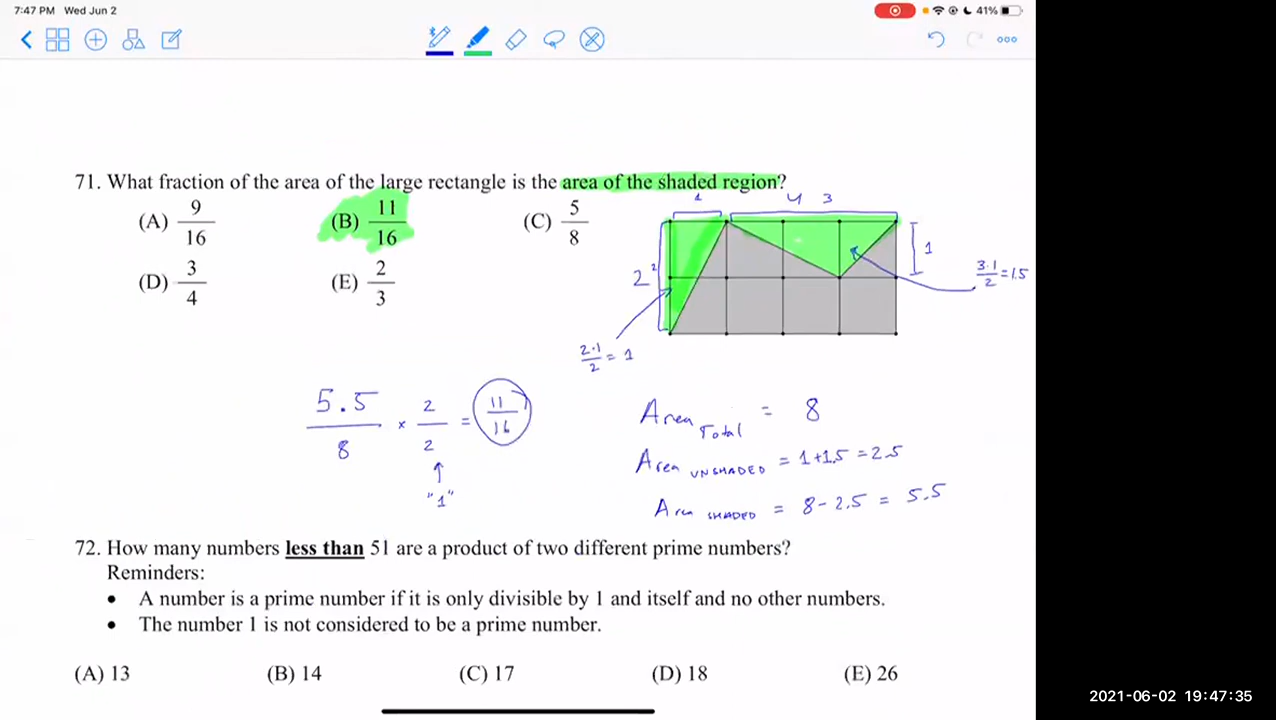 7:47 PM Wed Jun 2
41%
71. What fraction of the area of the large rectangle is the area of the shaded region?
(A) 9/16
(B) 11/16
(C) 5/8
(D) 3/4
(E) 2/3
1
4 3
2
2
1
3·1/2 = 1.5
2·1/2 = 1
5.5/8 × 2/2 = 11/16
"1"
Area Total = 8
Area UNSHADED = 1+1.5 = 2.5
Area SHADED = 8 - 2.5 = 5.5
72. How many numbers less than 51 are a product of two different prime numbers?
Reminders:
• A number is a prime number if it is only divisible by 1 and itself and no other numbers.
• The number 1 is not considered to be a prime number.
(A) 13 (B) 14 (C) 17 (D) 18 (E) 26
2021-06-02 19:47:35